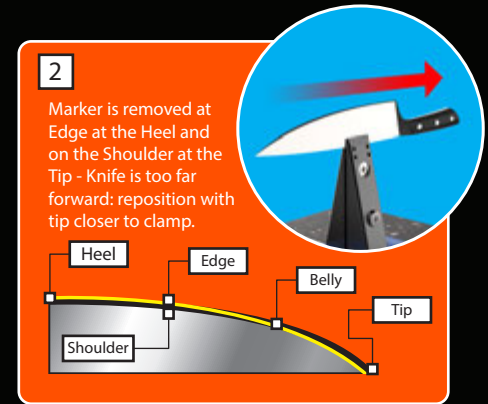 2
Marker is removed at
Edge at the Heel and
on the Shoulder at the
Tip - Knife is too far
forward: reposition with
tip closer to clamp.
Heel
Edge
Belly
Tip
Shoulder